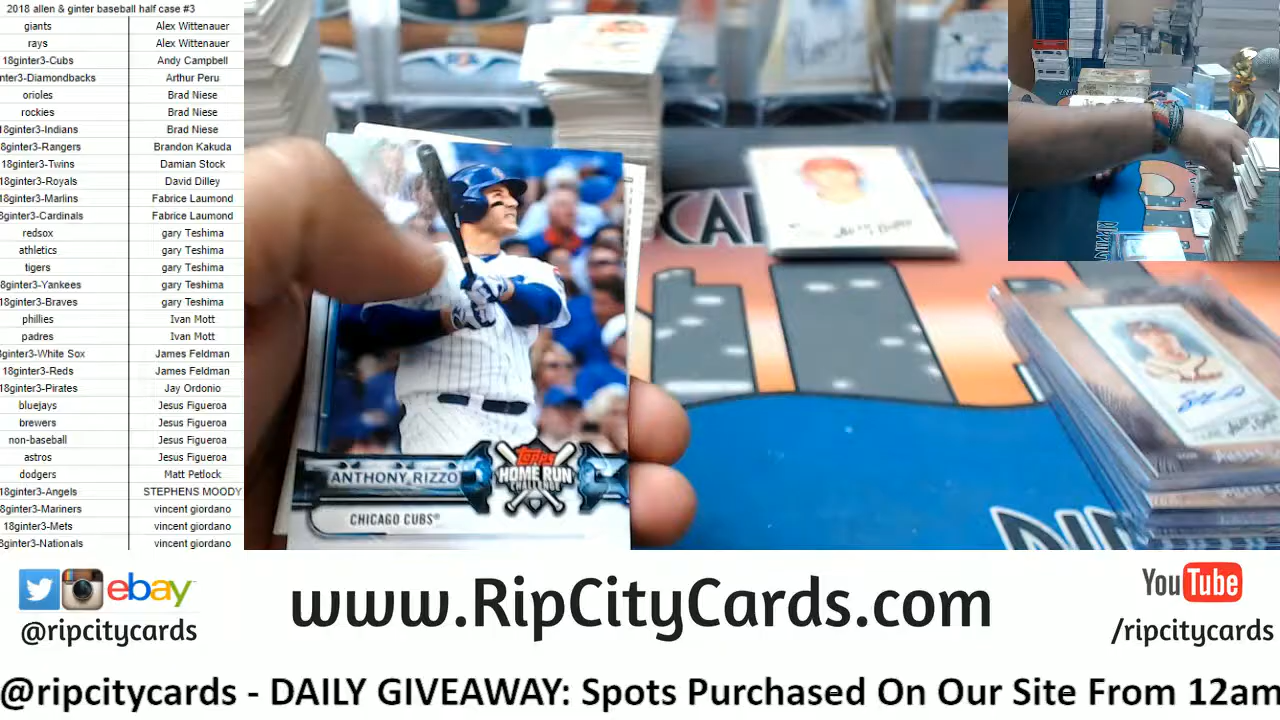 2018 allen & ginter baseball half case #3
giants Alex Wittenauer
rays Alex Wittenauer
18ginter3-Cubs Andy Campbell
nter3-Diamondbacks Arthur Peru
orioles Brad Niese
rockies Brad Niese
18ginter3-Indians Brad Niese
8ginter3-Rangers Brandon Kakuda
18ginter3-Twins Damian Stock
18ginter3-Royals David Dilley
18ginter3-Marlins Fabrice Laumond
8ginter3-Cardinals Fabrice Laumond
redsox gary Teshima
athletics gary Teshima
tigers gary Teshima
8ginter3-Yankees gary Teshima
18ginter3-Braves gary Teshima
phillies Ivan Mott
padres Ivan Mott
ginter3-White Sox James Feldman
18ginter3-Reds James Feldman
18ginter3-Pirates Jay Ordonio
bluejays Jesus Figueroa
brewers Jesus Figueroa
non-baseball Jesus Figueroa
astros Jesus Figueroa
dodgers Matt Petlock
18ginter3-Angels STEPHENS MOODY
8ginter3-Mariners vincent giordano
18ginter3-Mets vincent giordano
ginter3-Nationals vincent giordano
topps
HOME RUN
CHALLENGE
ANTHONY RIZZO
CHICAGO CUBS®
CAR
RIP
ebay
@ripcitycards
www.RipCityCards.com
YouTube
/ripcitycards
@ripcitycards - DAILY GIVEAWAY: Spots Purchased On Our Site From 12am